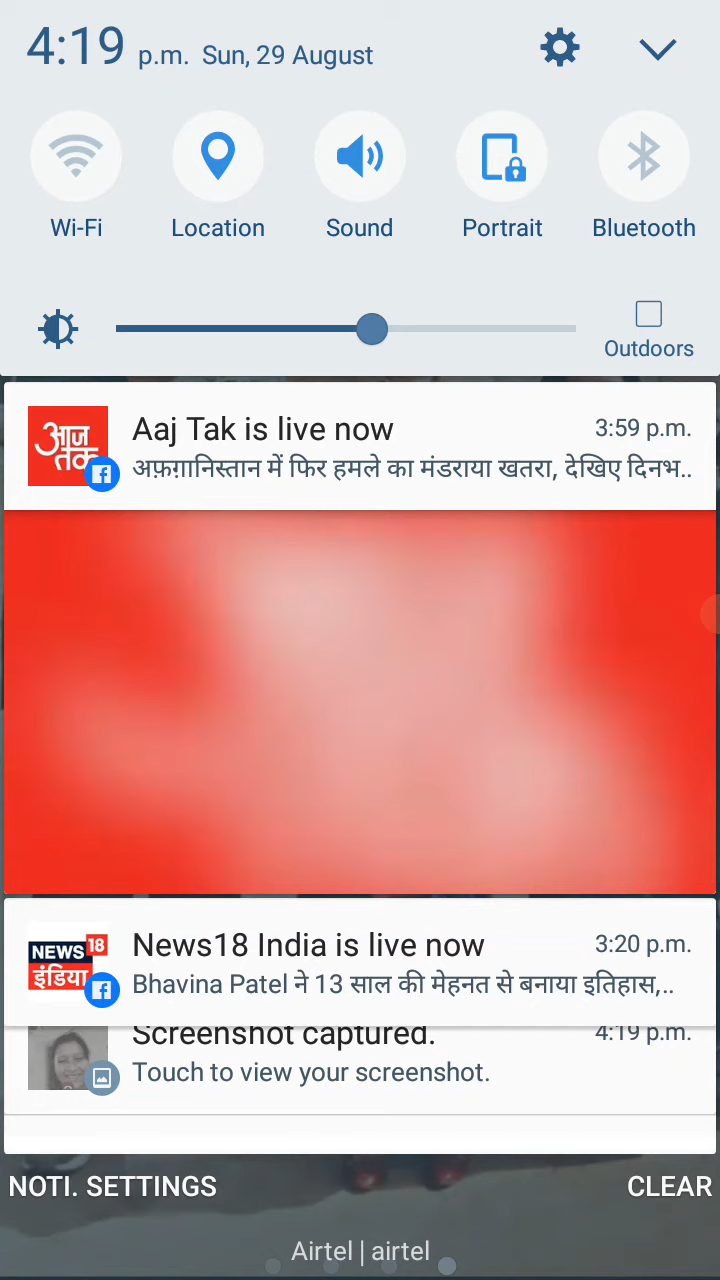 4:19 p.m. Sun, 29 August
Wi-Fi Location Sound Portrait Bluetooth
Outdoors
आज तक
Aaj Tak is live now 3:59 p.m.
अफ़ग़ानिस्तान में फिर हमले का मंडराया खतरा, देखिए दिनभ..
NEWS 18
इंडिया
News18 India is live now 3:20 p.m.
Bhavina Patel ने 13 साल की मेहनत से बनाया इतिहास,..
Screenshot captured. 4:19 p.m.
Touch to view your screenshot.
NOTI. SETTINGS CLEAR
Airtel | airtel